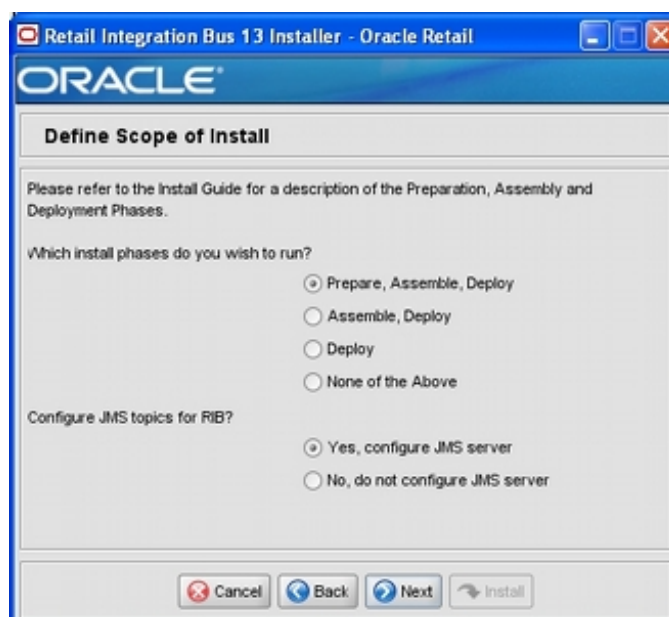 Retail Integration Bus 13 Installer - Oracle Retail
ORACLE®
Define Scope of Install
Please refer to the Install Guide for a description of the Preparation, Assembly and
Deployment Phases.
Which install phases do you wish to run?
Prepare, Assemble, Deploy
Assemble, Deploy
Deploy
None of the Above
Configure JMS topics for RIB?
Yes, configure JMS server
No, do not configure JMS server
Cancel Back Next Install